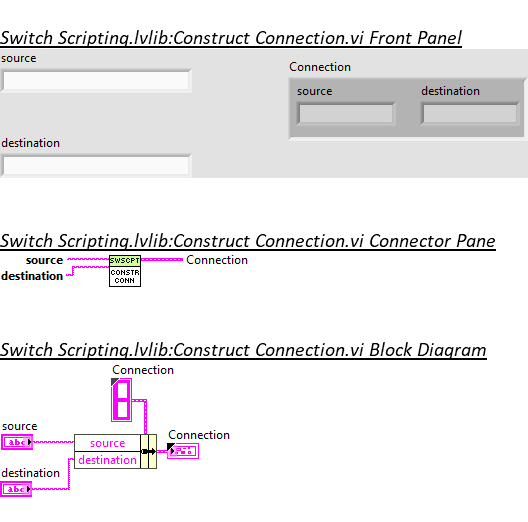 Switch Scripting.lvlib:Construct Connection.vi Front Panel
source
Connection
source destination
destination
Switch Scripting.lvlib:Construct Connection.vi Connector Pane
source
destination
SWSCPT
CONSTR
CONN
Connection
Switch Scripting.lvlib:Construct Connection.vi Block Diagram
Connection
source
abc
source
destination
Connection
destination
abc